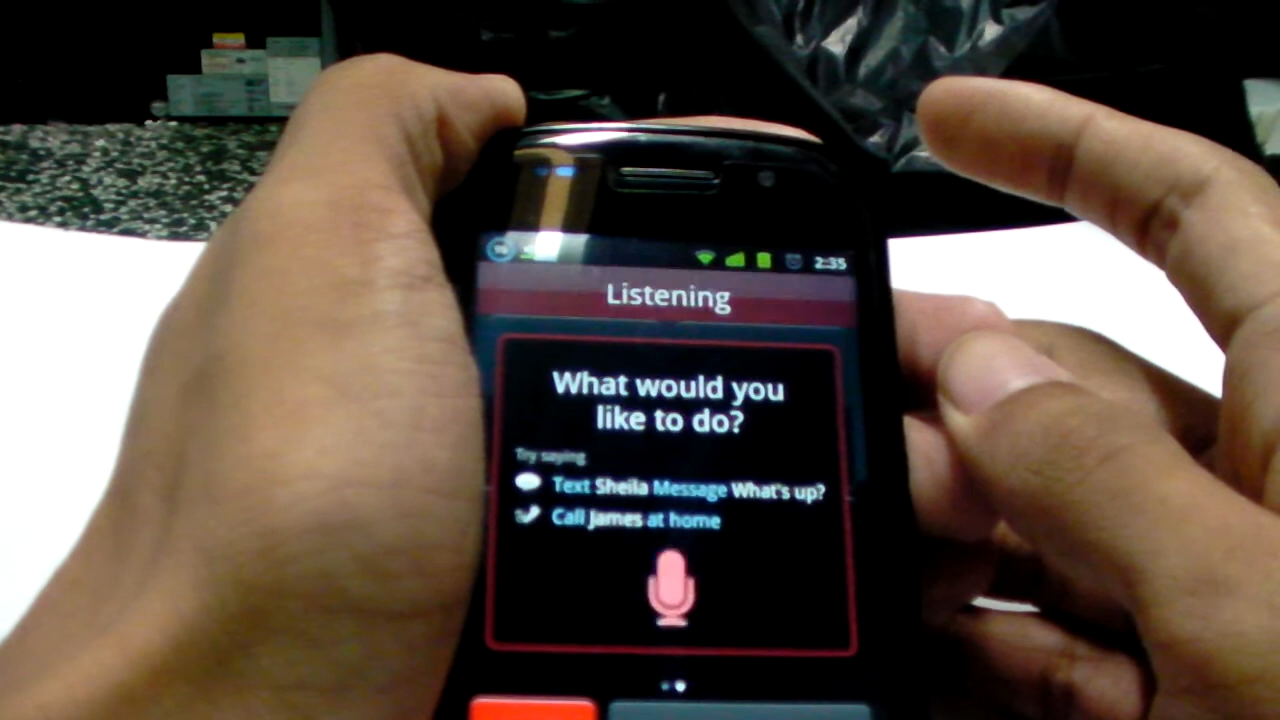 2:35
Listening
What would you
like to do?
Try saying
Text Sheila Message What's up?
Call James at home